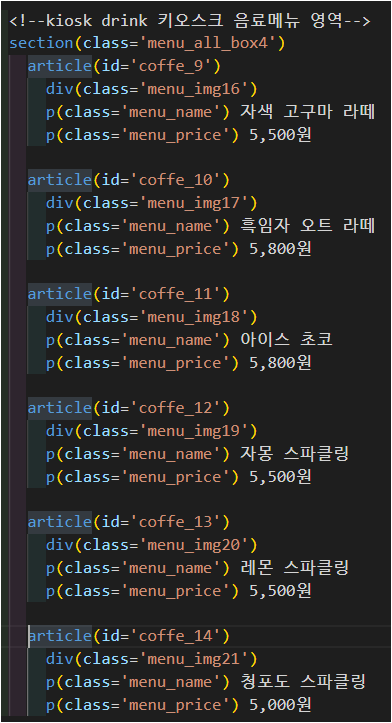 <!--kiosk drink 키오스크 음료메뉴 영역-->
section(class='menu_all_box4')
article(id='coffe_9')
div(class='menu_img16')
p(class='menu_name') 자색 고구마 라떼
p(class='menu_price') 5,500원
article(id='coffe_10')
div(class='menu_img17')
p(class='menu_name') 흑임자 오트 라떼
p(class='menu_price') 5,800원
article(id='coffe_11')
div(class='menu_img18')
p(class='menu_name') 아이스 초코
p(class='menu_price') 5,800원
article(id='coffe_12')
div(class='menu_img19')
p(class='menu_name') 자몽 스파클링
p(class='menu_price') 5,500원
article(id='coffe_13')
div(class='menu_img20')
p(class='menu_name') 레몬 스파클링
p(class='menu_price') 5,500원
article(id='coffe_14')
div(class='menu_img21')
p(class='menu_name') 청포도 스파클링
p(class='menu_price') 5,000원